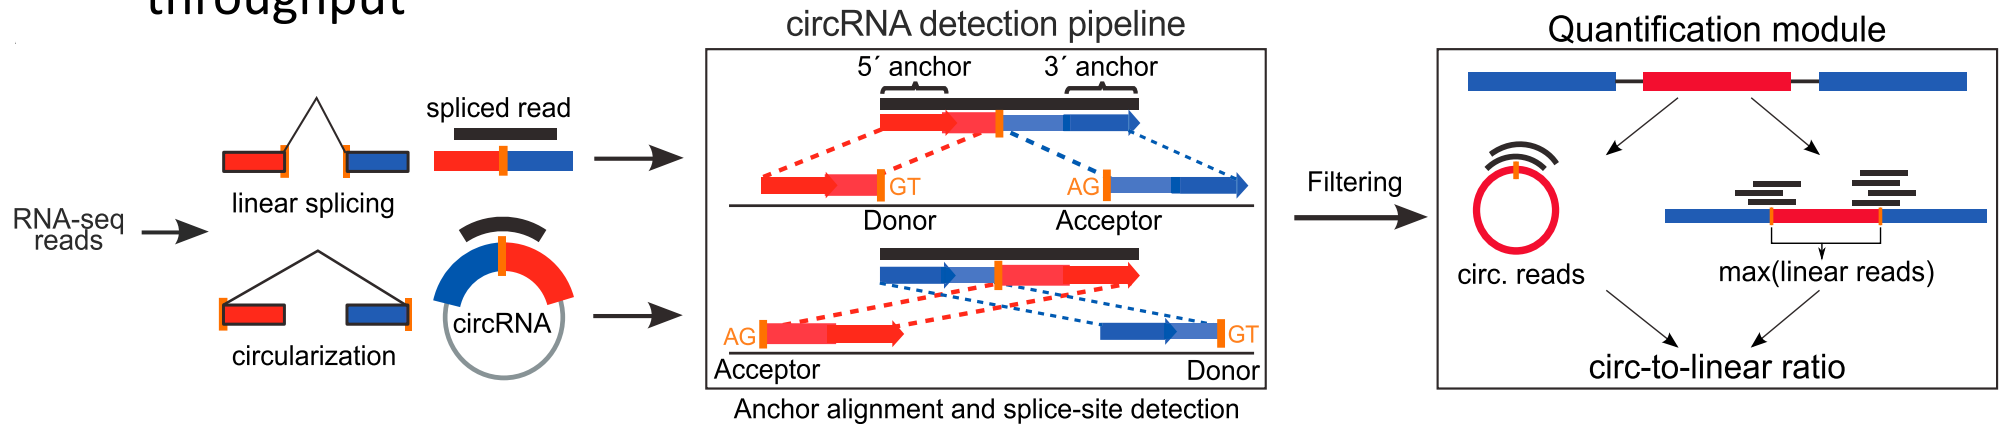 throughput
RNA-seq
reads
linear splicing
circularization
spliced read
circRNA
circRNA detection pipeline
5´ anchor
3´ anchor
GT
AG
Donor
Acceptor
AG
GT
Acceptor
Donor
Anchor alignment and splice-site detection
Filtering
Quantification module
circ. reads
max(linear reads)
circ-to-linear ratio